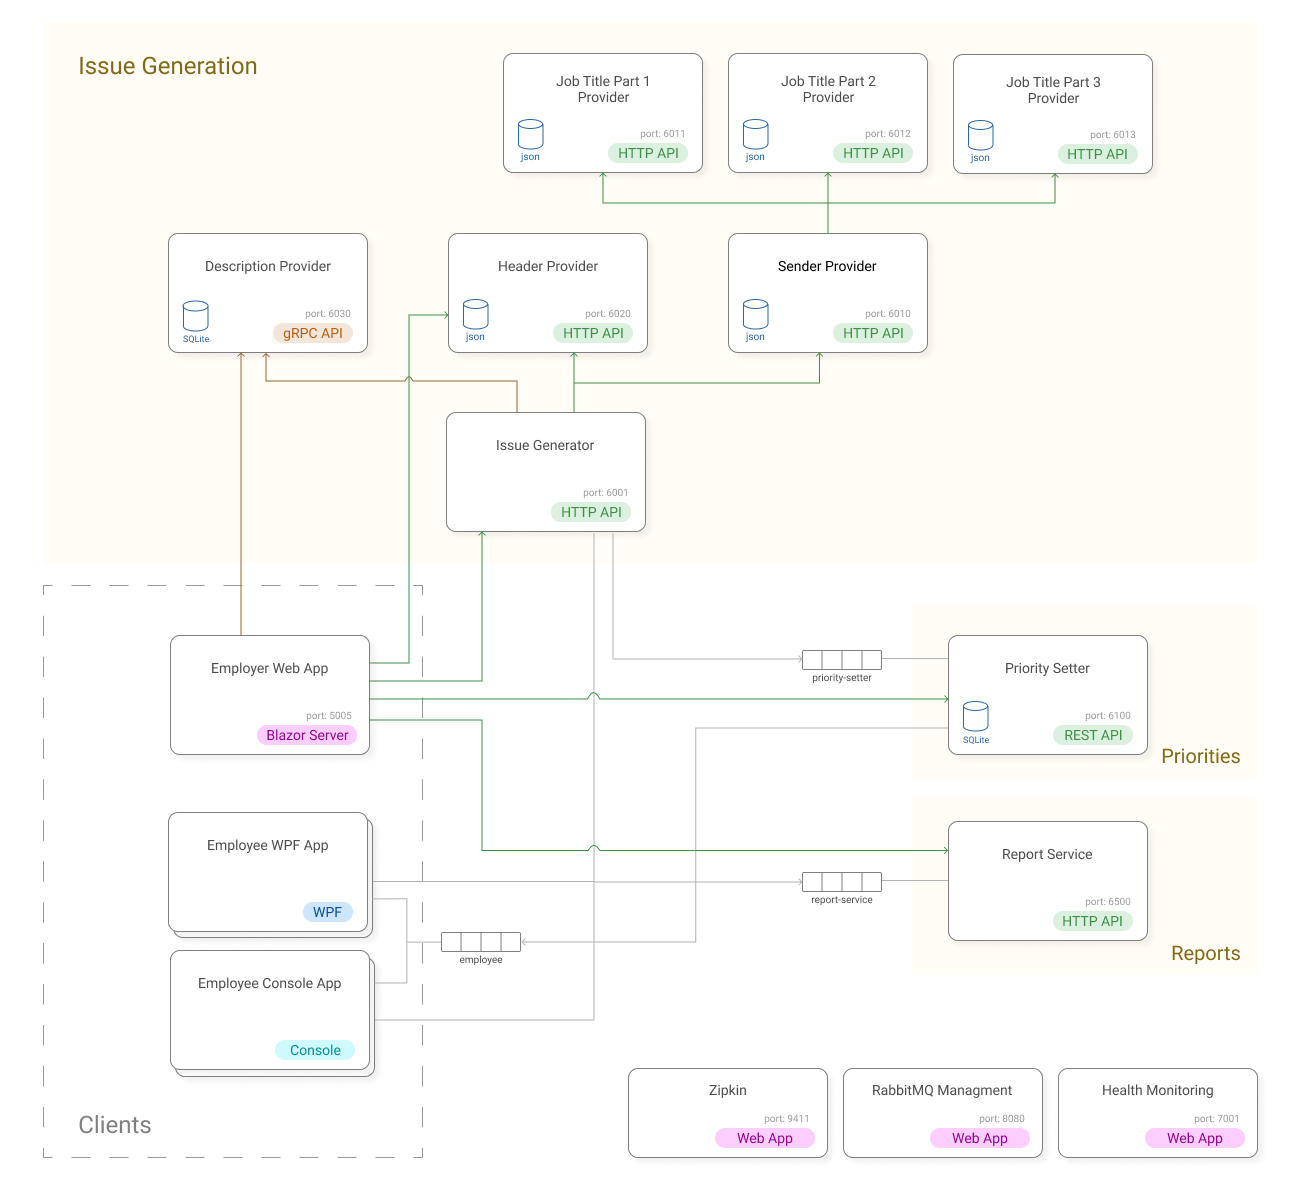 Issue Generation
Job Title Part 1
Provider
port: 6011
json
HTTP API
Job Title Part 2
Provider
port: 6012
json
HTTP API
Job Title Part 3
Provider
port: 6013
json
HTTP API
Description Provider
port: 6030
SQLite
gRPC API
Header Provider
port: 6020
json
HTTP API
Sender Provider
port: 6010
json
HTTP API
Issue Generator
port: 6001
HTTP API
Employer Web App
port: 5005
Blazor Server
priority-setter
Priority Setter
port: 6100
SQLite
REST API
Priorities
Employee WPF App
WPF
report-service
Report Service
port: 6500
HTTP API
Reports
employee
Employee Console App
Console
Clients
Zipkin
port: 9411
Web App
RabbitMQ Managment
port: 8080
Web App
Health Monitoring
port: 7001
Web App